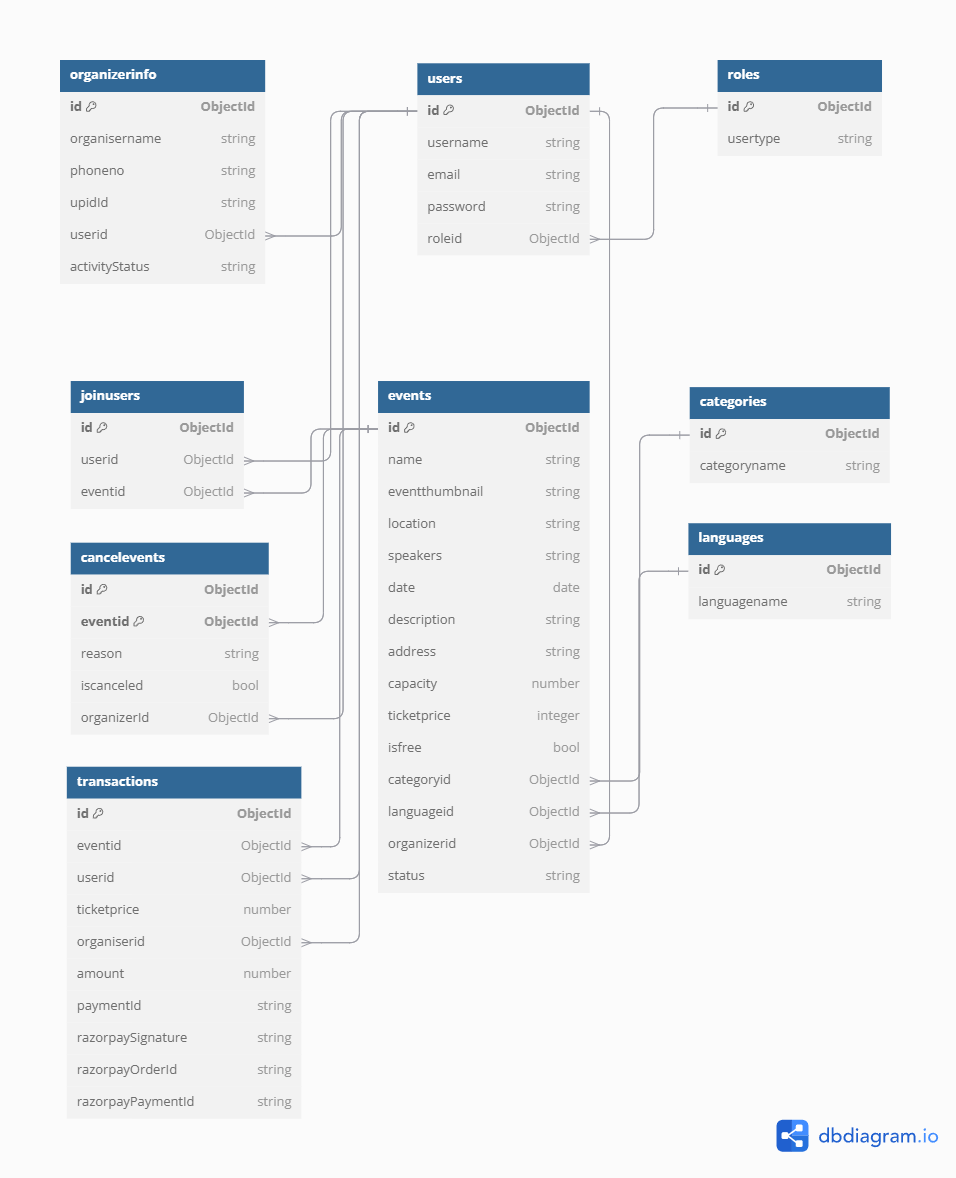 organizerinfo
id ObjectId
organisername string
phoneno string
upidId string
userid ObjectId
activityStatus string
users
id ObjectId
username string
email string
password string
roleid ObjectId
roles
id ObjectId
usertype string
joinusers
id ObjectId
userid ObjectId
eventid ObjectId
events
id ObjectId
name string
eventthumbnail string
location string
speakers string
date date
description string
address string
capacity number
ticketprice integer
isfree bool
categoryid ObjectId
languageid ObjectId
organizerid ObjectId
status string
categories
id ObjectId
categoryname string
languages
id ObjectId
languagename string
cancelevents
id ObjectId
eventid ObjectId
reason string
iscanceled bool
organizerId ObjectId
transactions
id ObjectId
eventid ObjectId
userid ObjectId
ticketprice number
organiserid ObjectId
amount number
paymentId string
razorpaySignature string
razorpayOrderId string
razorpayPaymentId string
dbdiagram.io